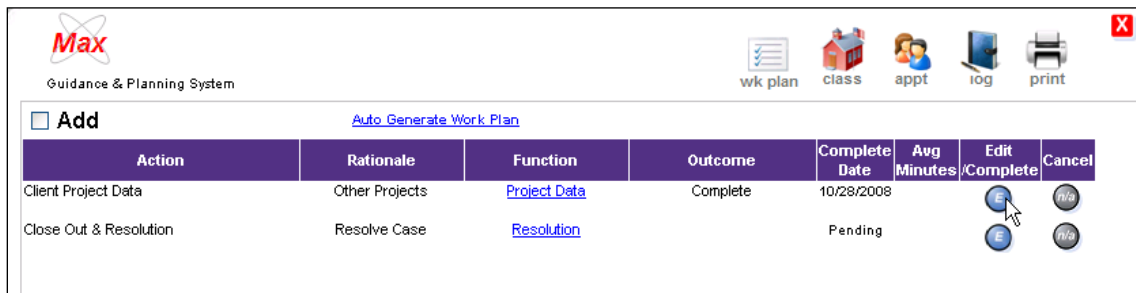 Max
Guidance & Planning System
wk plan class appt log print
X
Add Auto Generate Work Plan
Action Rationale Function Outcome Complete Date Avg Minutes Edit /Complete Cancel
Client Project Data Other Projects Project Data Complete 10/28/2008 E n/a
Close Out & Resolution Resolve Case Resolution Pending E n/a